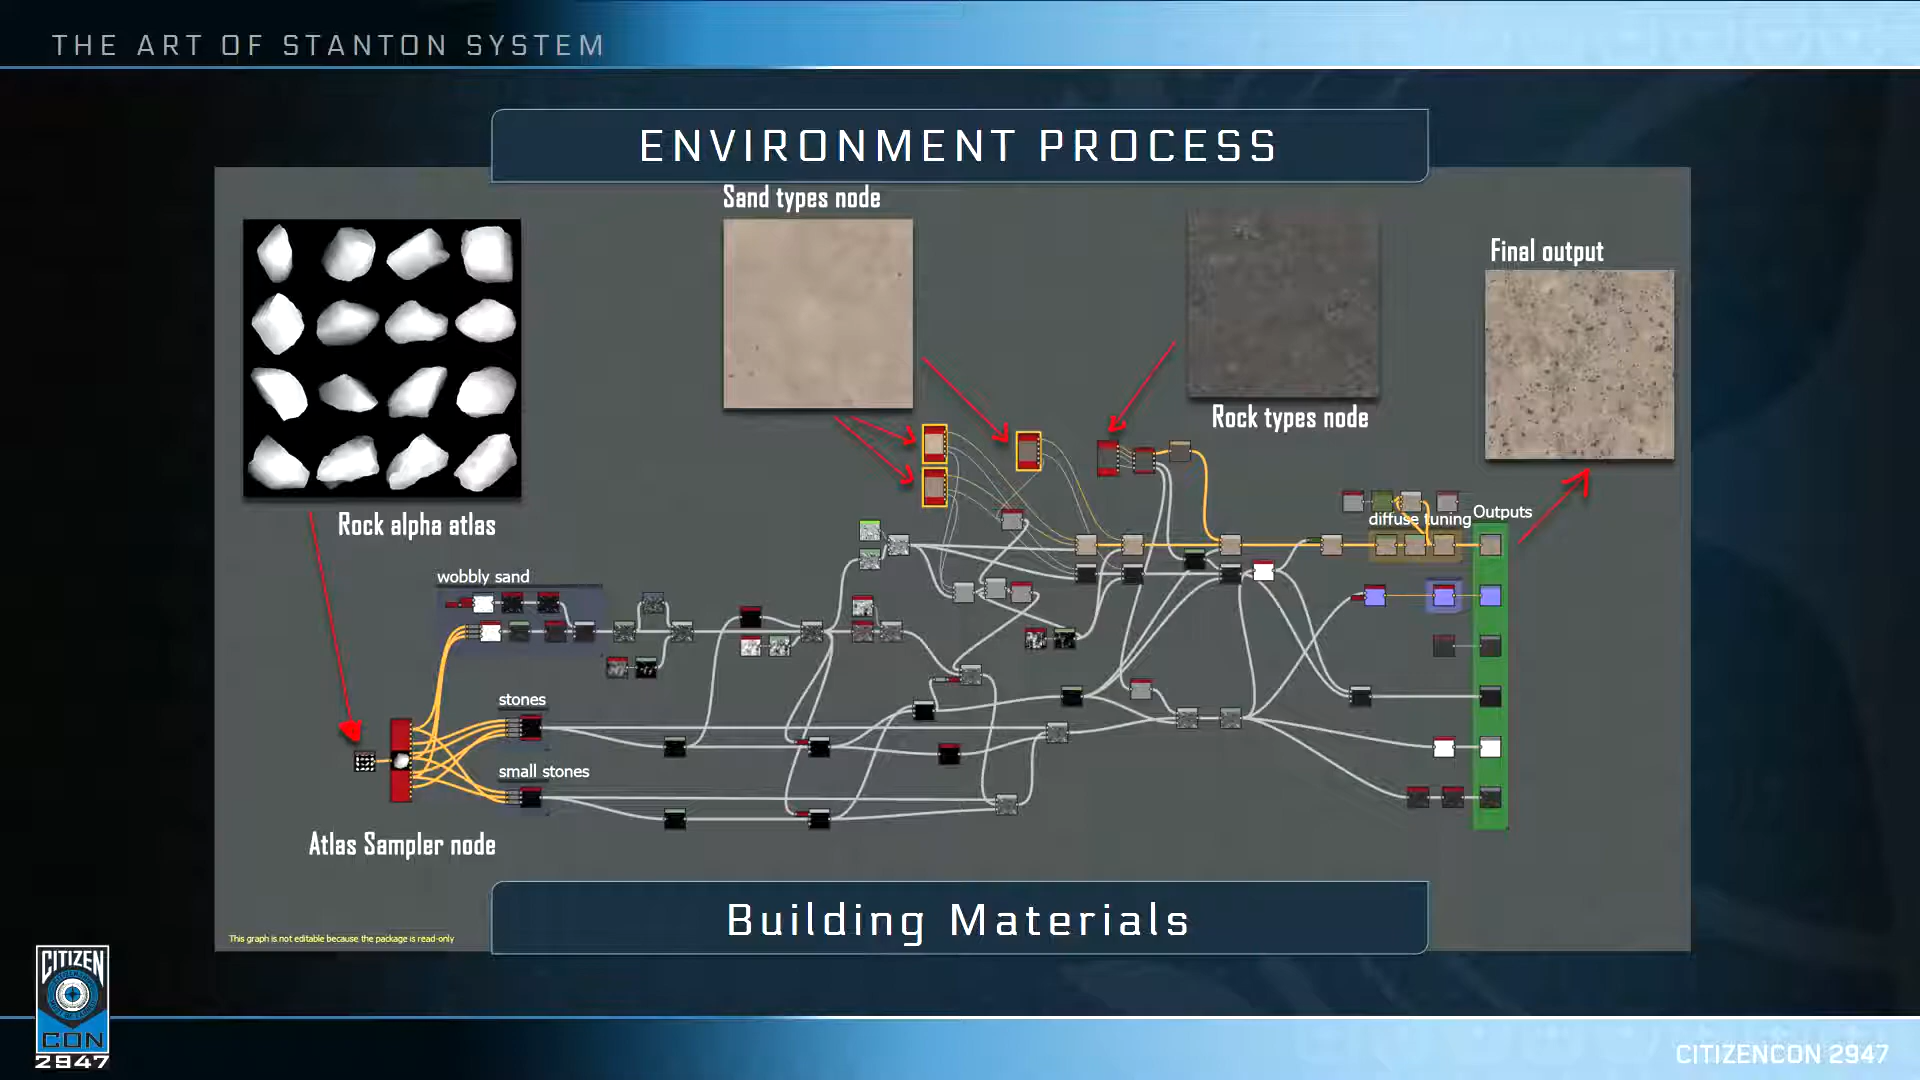 THE ART OF STANTON SYSTEM
ENVIRONMENT PROCESS
Sand types node
Final output
Rock types node
Rock alpha atlas
diffuse tuning
Outputs
wobbly sand
stones
small stones
Atlas Sampler node
Building Materials
This graph is not editable because the package is read-only
CITIZEN
CON
2947
CITIZENCON 2947